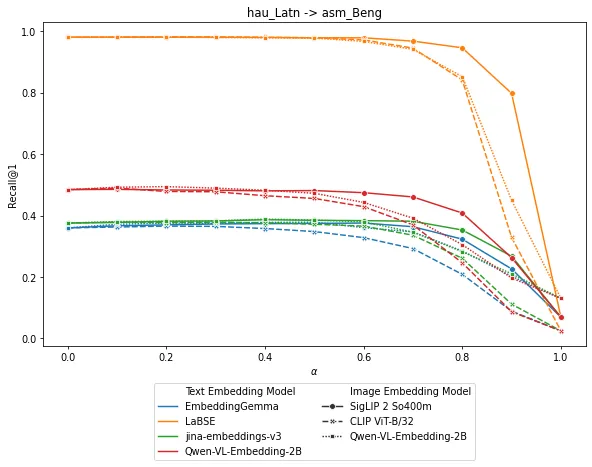 hau_Latn -> asm_Beng
Recall@1
1.0
0.8
0.6
0.4
0.2
0.0
0.0 0.2 0.4 0.6 0.8 1.0
α
Text Embedding Model Image Embedding Model
EmbeddingGemma SigLIP 2 So400m
LaBSE CLIP ViT-B/32
jina-embeddings-v3 Qwen-VL-Embedding-2B
Qwen-VL-Embedding-2B